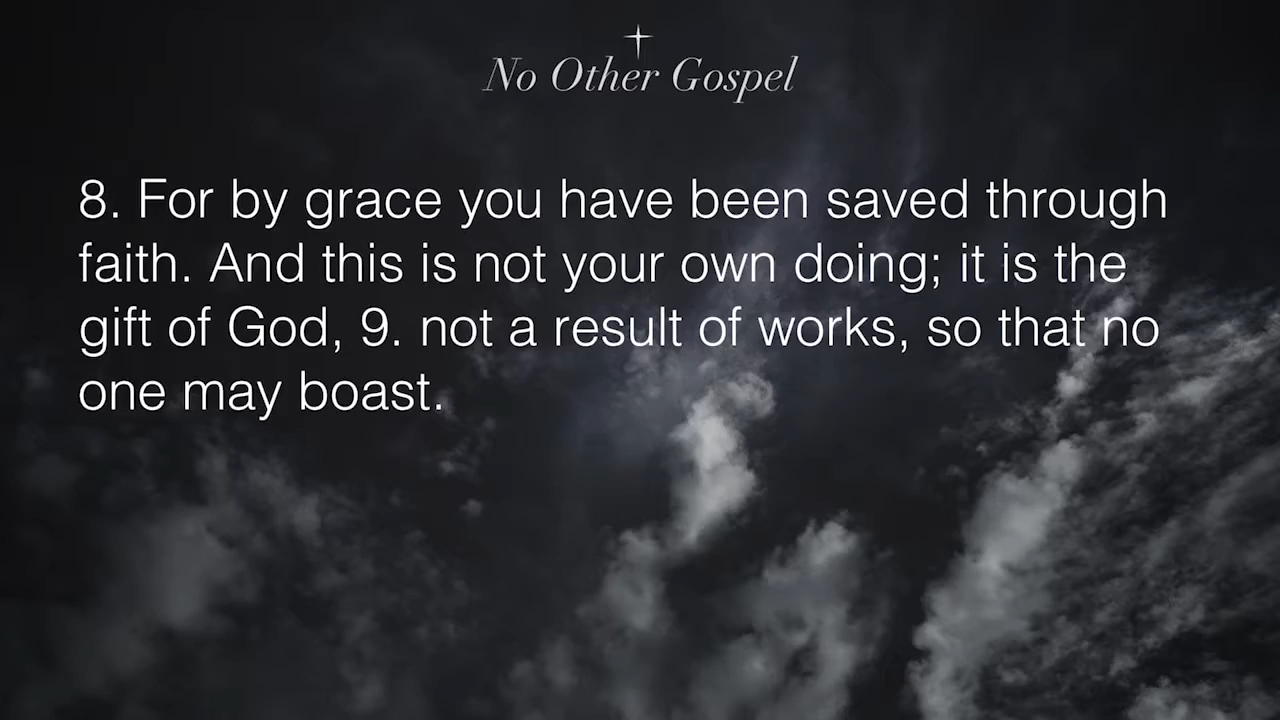 No Other Gospel
8. For by grace you have been saved through
faith. And this is not your own doing; it is the
gift of God, 9. not a result of works, so that no
one may boast.